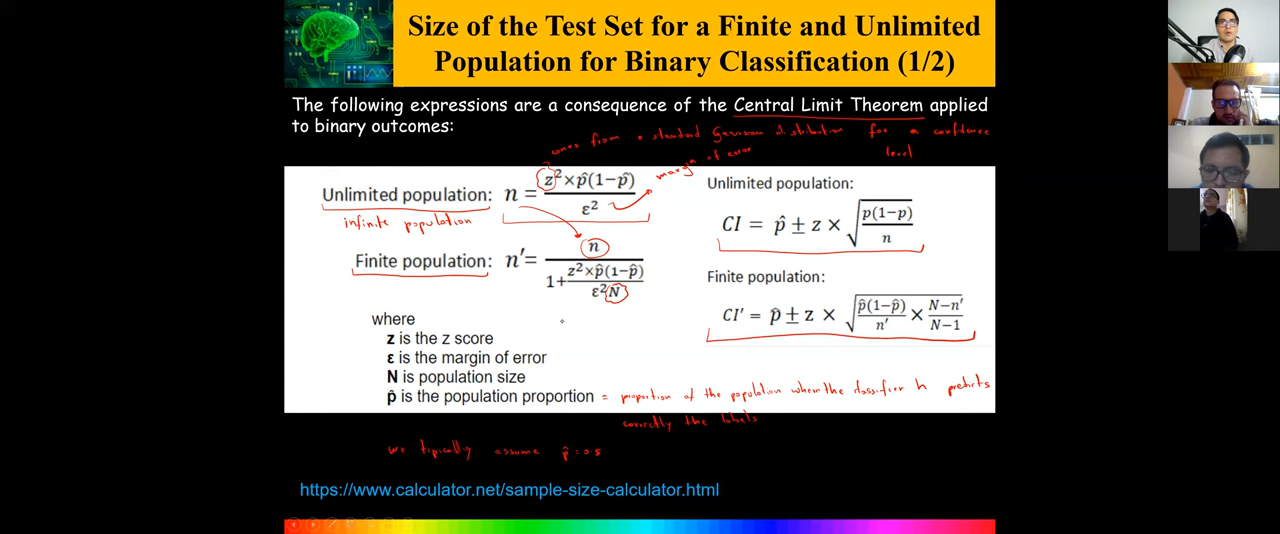 Size of the Test Set for a Finite and Unlimited
Population for Binary Classification (1/2)
The following expressions are a consequence of the Central Limit Theorem applied
to binary outcomes:
comes from a standard Gaussian distribution for a confidence
level
margin of error
Unlimited population: n = z²×p̂(1−p̂) / ε²
infinite population
Finite population: n′= n / (1+ z²×p̂(1−p̂) / ε²N)
Unlimited population:
CI = p̂ ± z × √(p(1−p) / n)
Finite population:
CI′ = p̂ ± z × √(p̂(1−p̂) / n′ × N−n′ / N−1)
where
z is the z score
ε is the margin of error
N is population size
p̂ is the population proportion = proportion of the population where the classifier h predicts
correctly the labels
we tipically assume p̂ = 0.5
https://www.calculator.net/sample-size-calculator.html